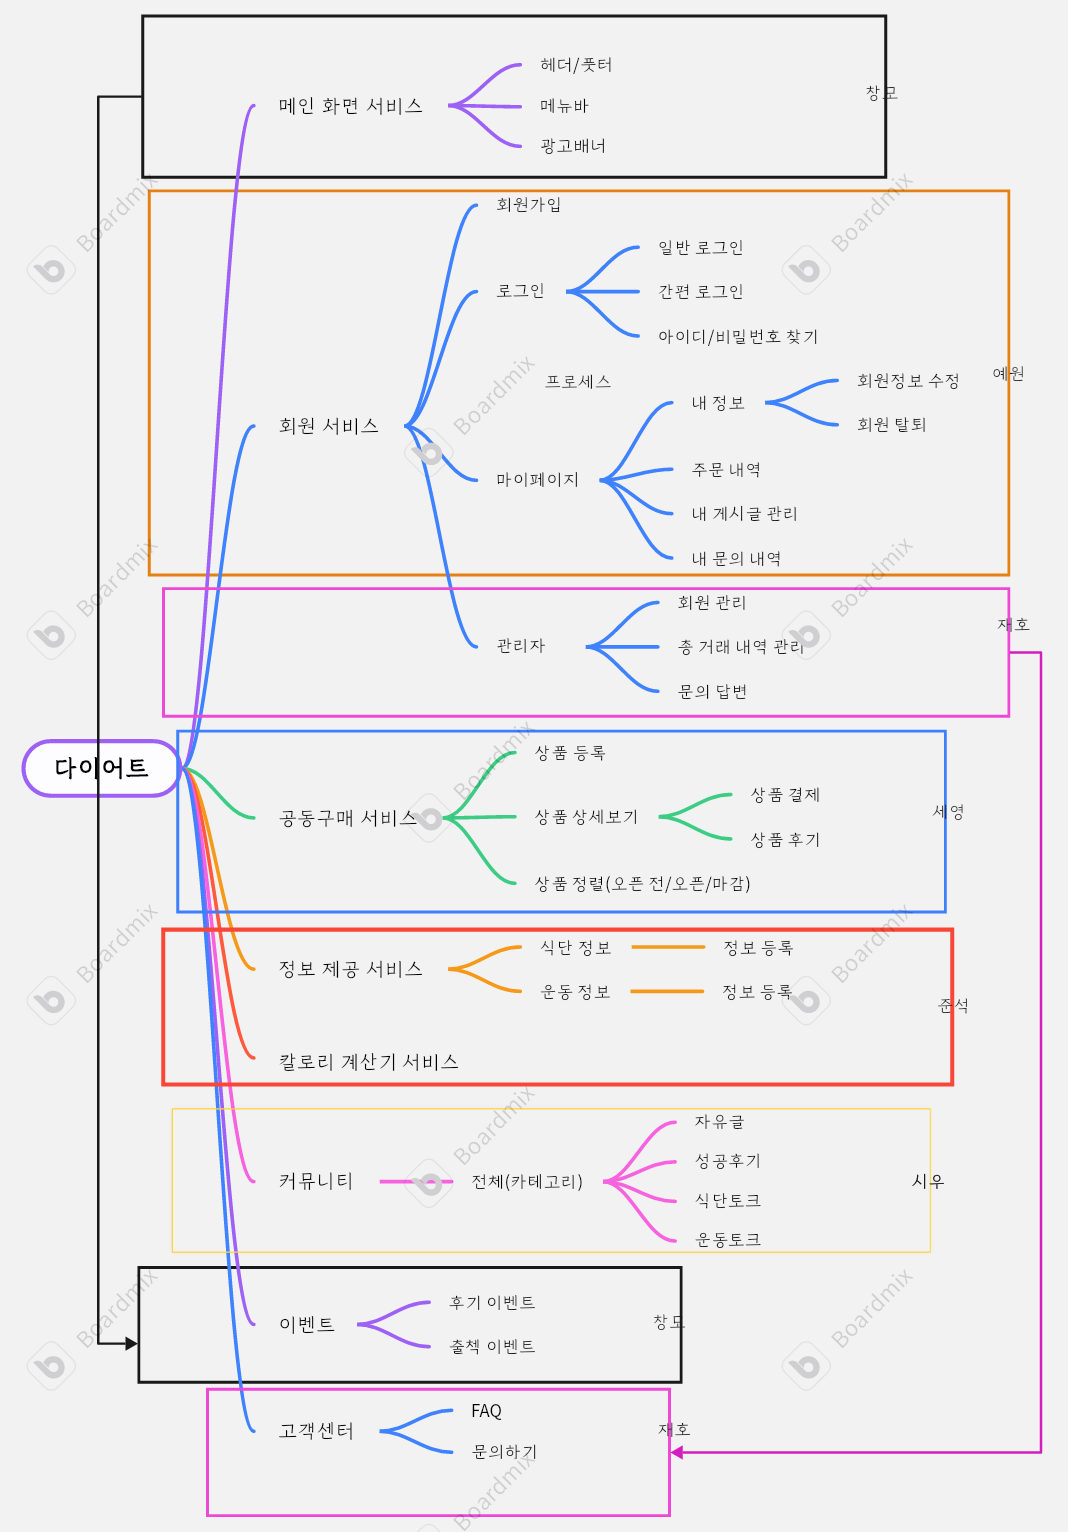 헤더/풋터
창모
메인 화면 서비스
메뉴바
광고배너
회원가입
일반 로그인
로그인
간편 로그인
아이디/비밀번호 찾기
프로세스
예원
회원정보 수정
내 정보
회원 탈퇴
회원 서비스
주문 내역
마이페이지
내 게시글 관리
내 문의 내역
회원 관리
재호
관리자
총 거래 내역 관리
문의 답변
다이어트
상품 등록
상품 결제
세영
공동구매 서비스
상품 상세보기
상품 후기
상품 정렬(오픈 전/오픈/마감)
식단 정보
정보 등록
정보 제공 서비스
운동 정보
정보 등록
준석
칼로리 계산기 서비스
자유글
성공후기
커뮤니티
전체(카테고리)
시우
식단토크
운동토크
후기 이벤트
이벤트
창모
출첵 이벤트
FAQ
고객센터
재호
문의하기
Boardmix
Boardmix
Boardmix
Boardmix
Boardmix
Boardmix
Boardmix
Boardmix
Boardmix
Boardmix
Boardmix
Boardmix